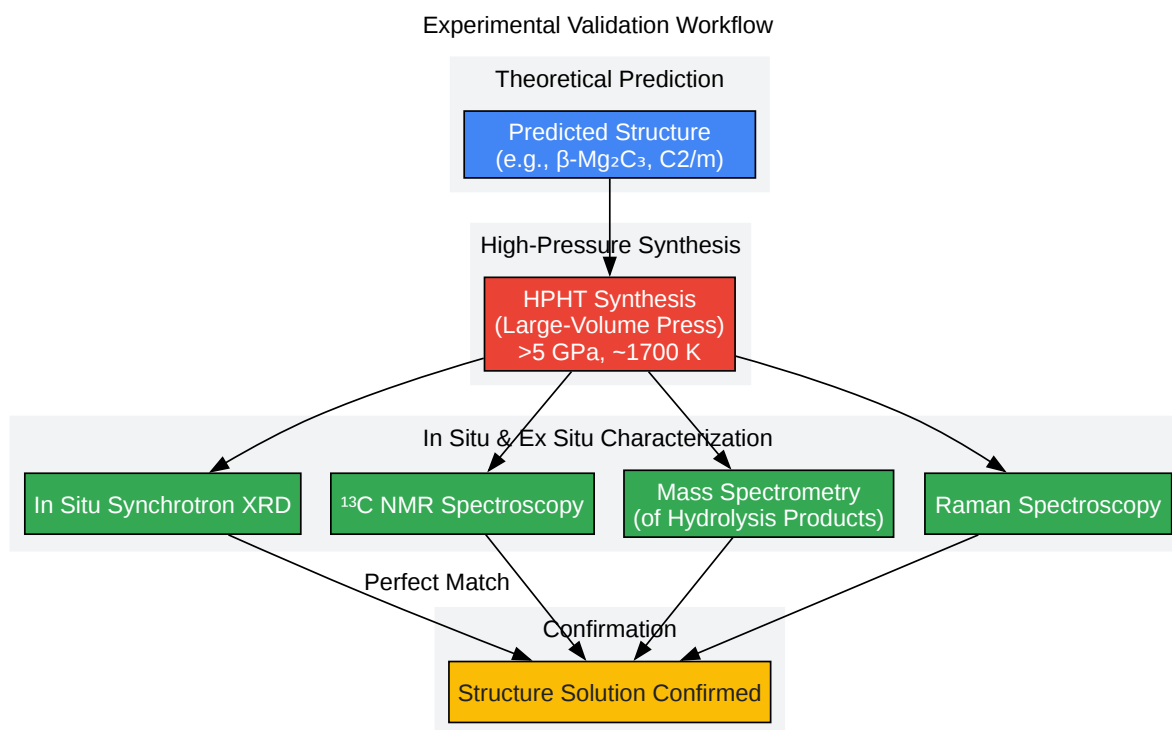 Experimental Validation Workflow
Theoretical Prediction
Predicted Structure
(e.g., β-Mg₂C₃, C2/m)
High-Pressure Synthesis
HPHT Synthesis
(Large-Volume Press)
>5 GPa, ~1700 K
In Situ & Ex Situ Characterization
In Situ Synchrotron XRD
¹³C NMR Spectroscopy
Mass Spectrometry
(of Hydrolysis Products)
Raman Spectroscopy
Perfect Match
Confirmation
Structure Solution Confirmed